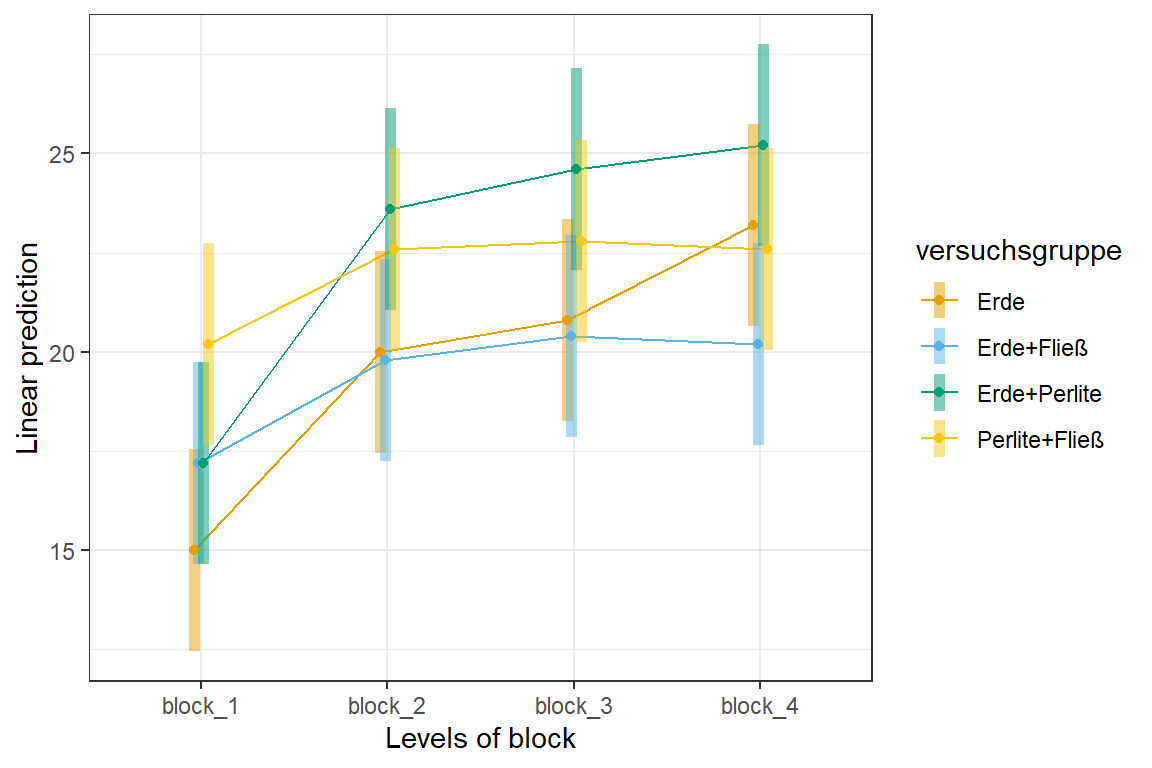 Linear prediction
25
20
15
block_1
block_2
block_3
block_4
Levels of block
versuchsgruppe
Erde
Erde+Fließ
Erde+Perlite
Perlite+Fließ